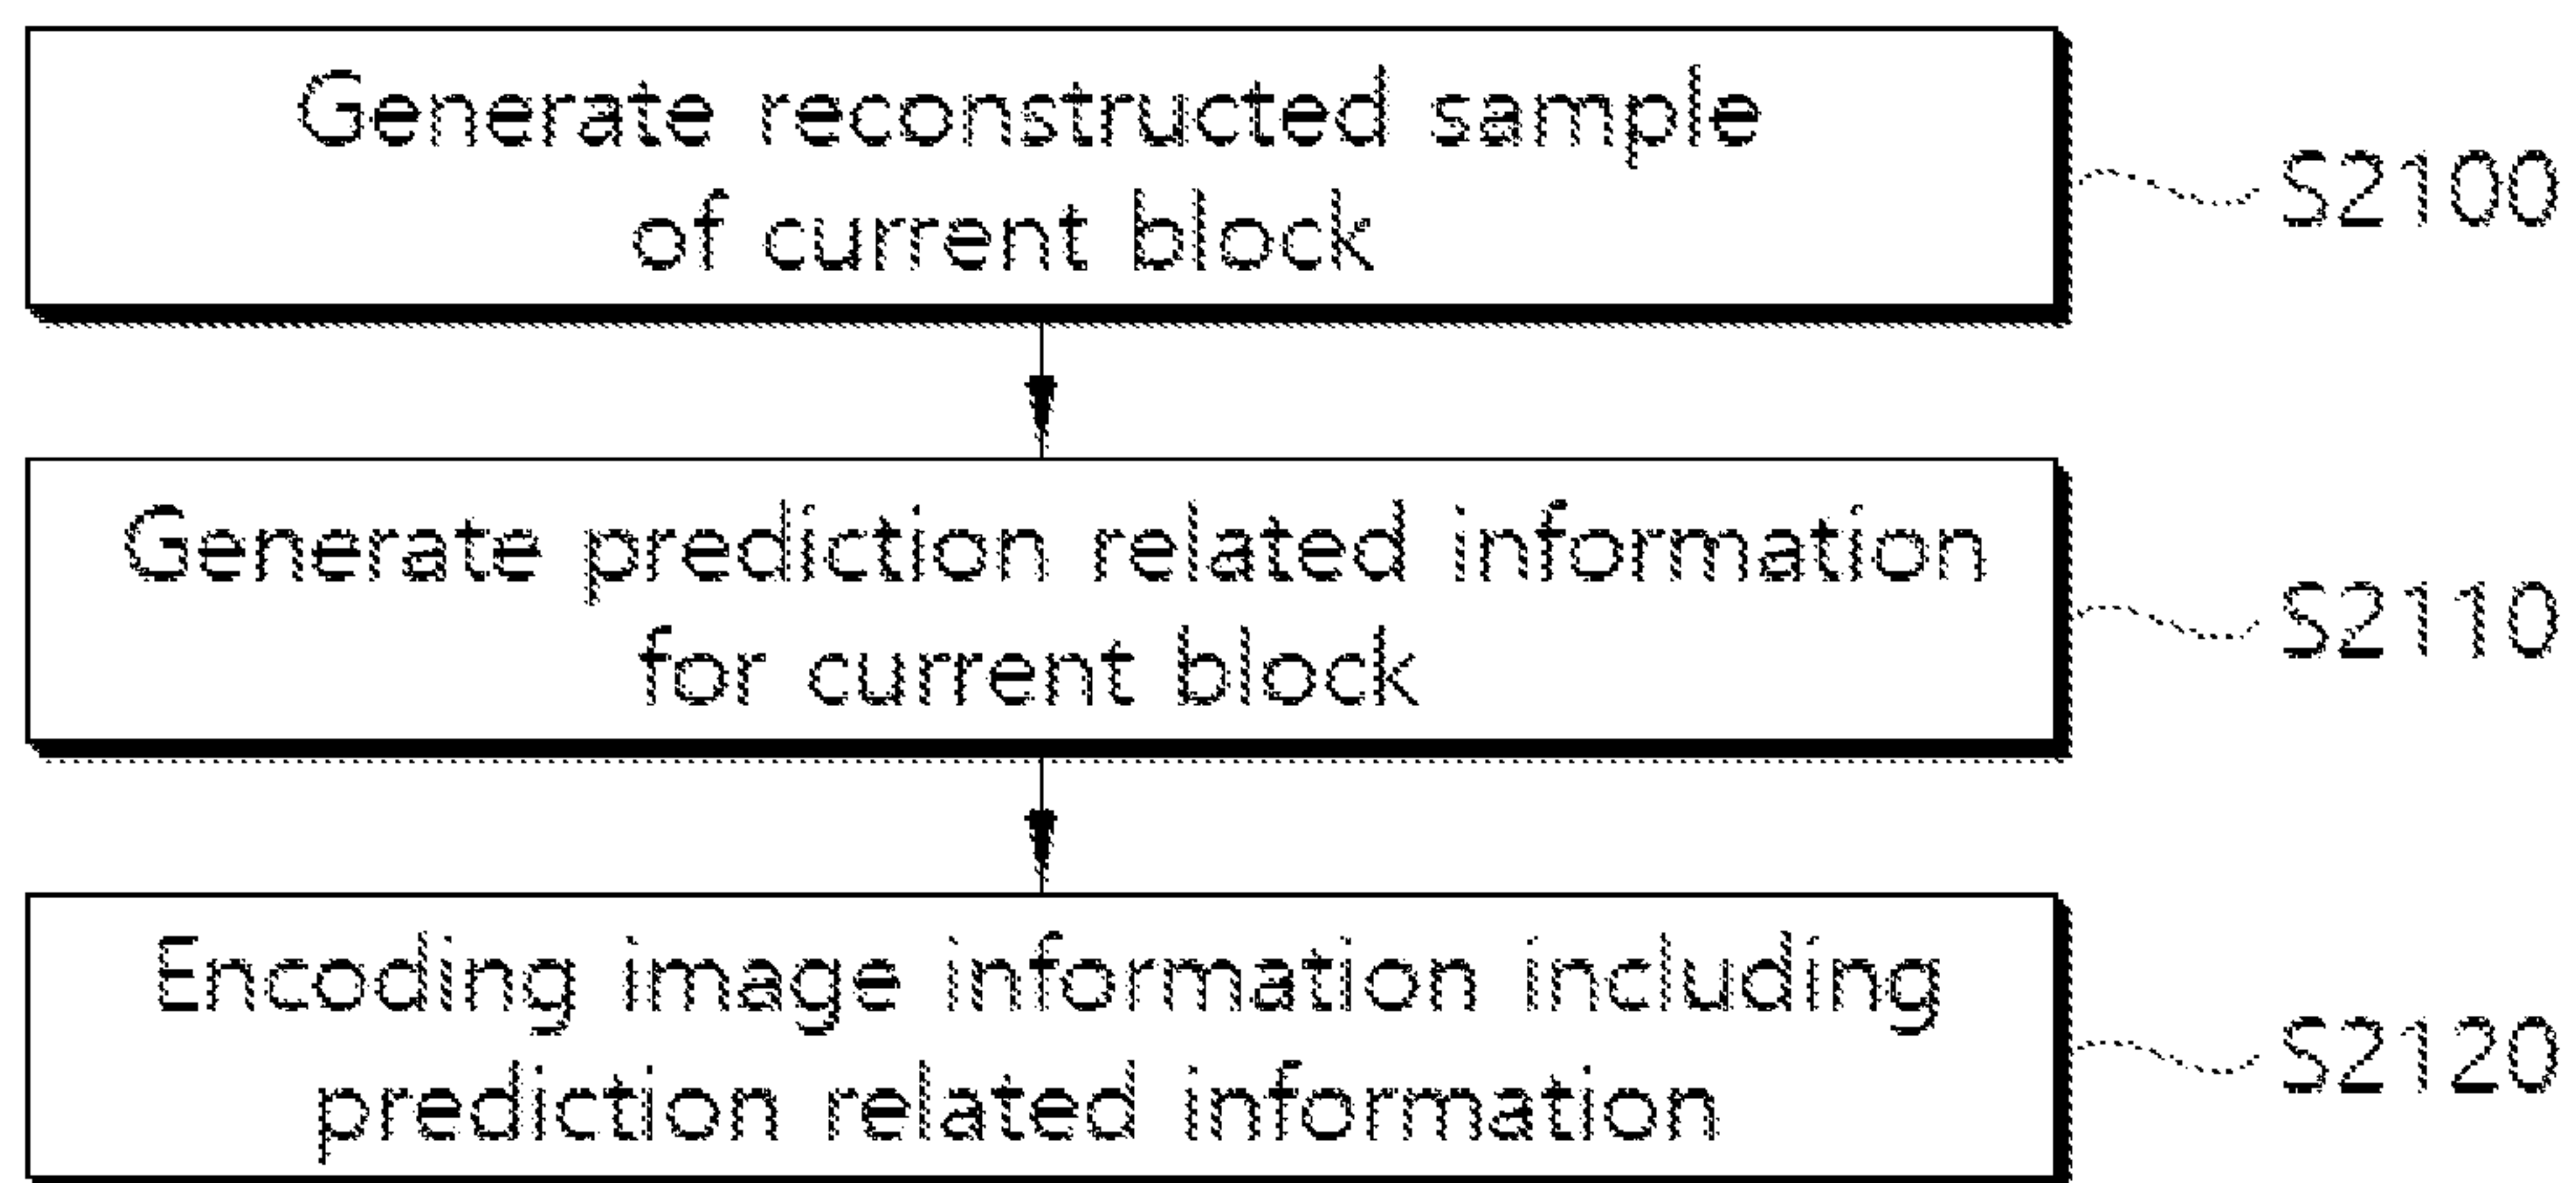 Generate reconstructed sample
of current block
S2100
Generate prediction related information
for current block
S2110
Encoding image information including
prediction related information
S2120